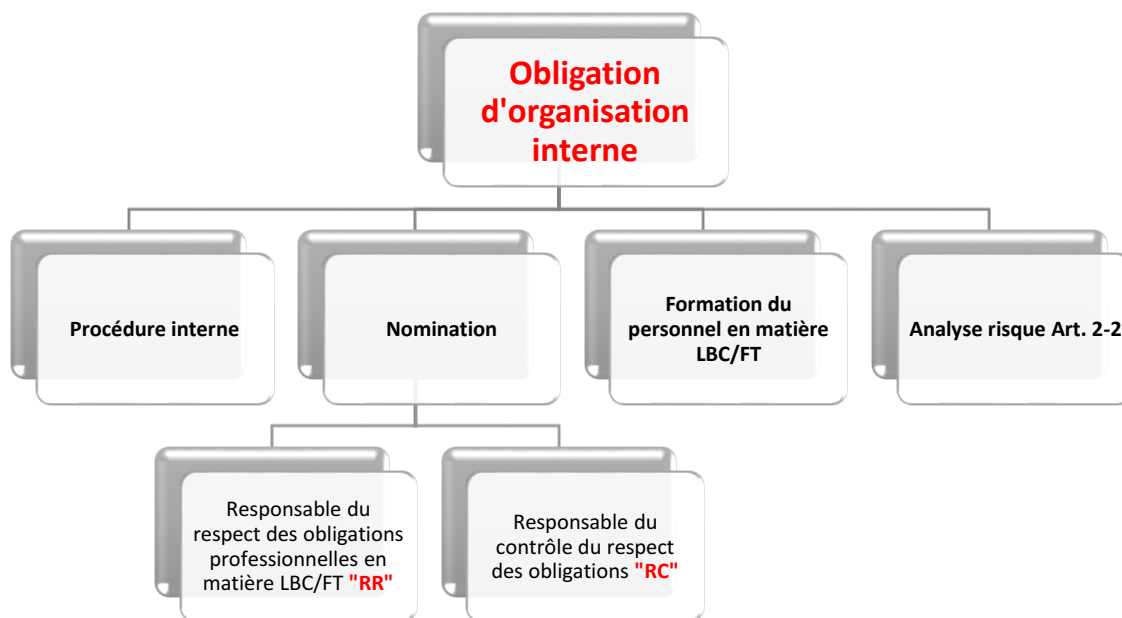 Obligation
d'organisation
interne
Procédure interne
Nomination
Formation du
personnel en matière
LBC/FT
Analyse risque Art. 2-2
Responsable du
respect des obligations
professionnelles en
matière LBC/FT "RR"
Responsable du
contrôle du respect
des obligations "RC"